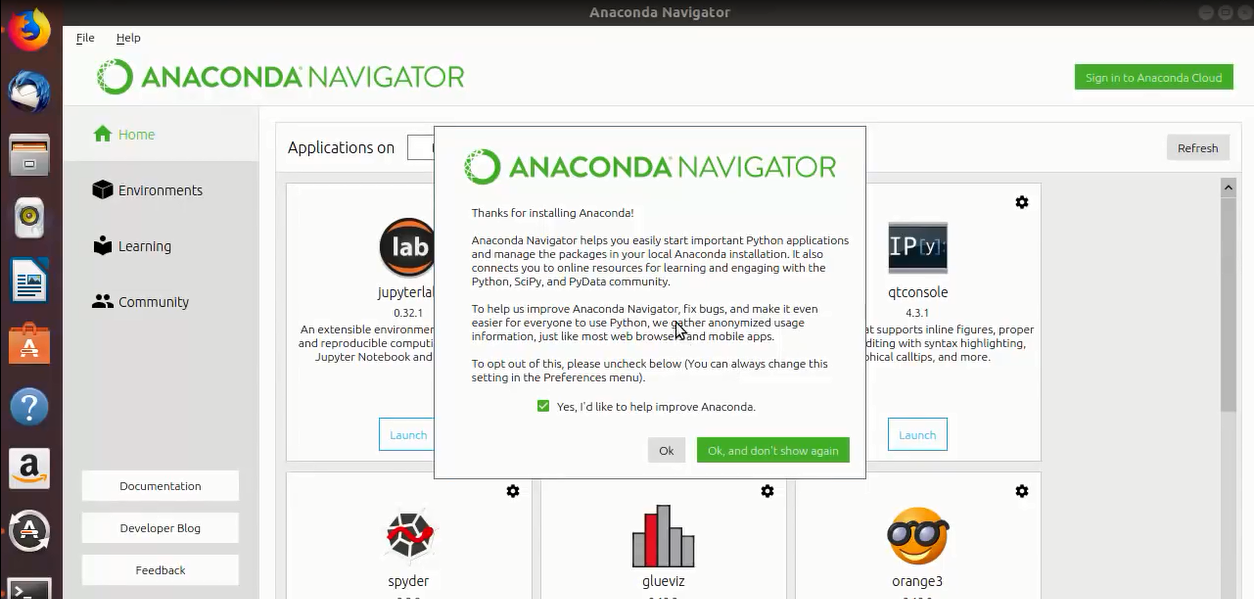 Anaconda Navigator
File Help
ANACONDA NAVIGATOR
Sign in to Anaconda Cloud
Home
Environments
Learning
Community
Documentation
Developer Blog
Feedback
Applications on
Refresh
lab
jupyterla
0.32.1
An extensible environmen
and reproducible computi
Jupyter Notebook and
Launch
IP[y]:
qtconsole
4.3.1
at supports inline figures, proper
diting with syntax highlighting,
phical calltips, and more.
Launch
ANACONDA NAVIGATOR
Thanks for installing Anaconda!
Anaconda Navigator helps you easily start important Python applications
and manage the packages in your local Anaconda installation. It also
connects you to online resources for learning and engaging with the
Python, SciPy, and PyData community.
To help us improve Anaconda Navigator, fix bugs, and make it even
easier for everyone to use Python, we gather anonymized usage
information, just like most web browsers and mobile apps.
To opt out of this, please uncheck below (You can always change this
setting in the Preferences menu).
Yes, I'd like to help improve Anaconda.
Ok
Ok, and don't show again
spyder
glueviz
orange3